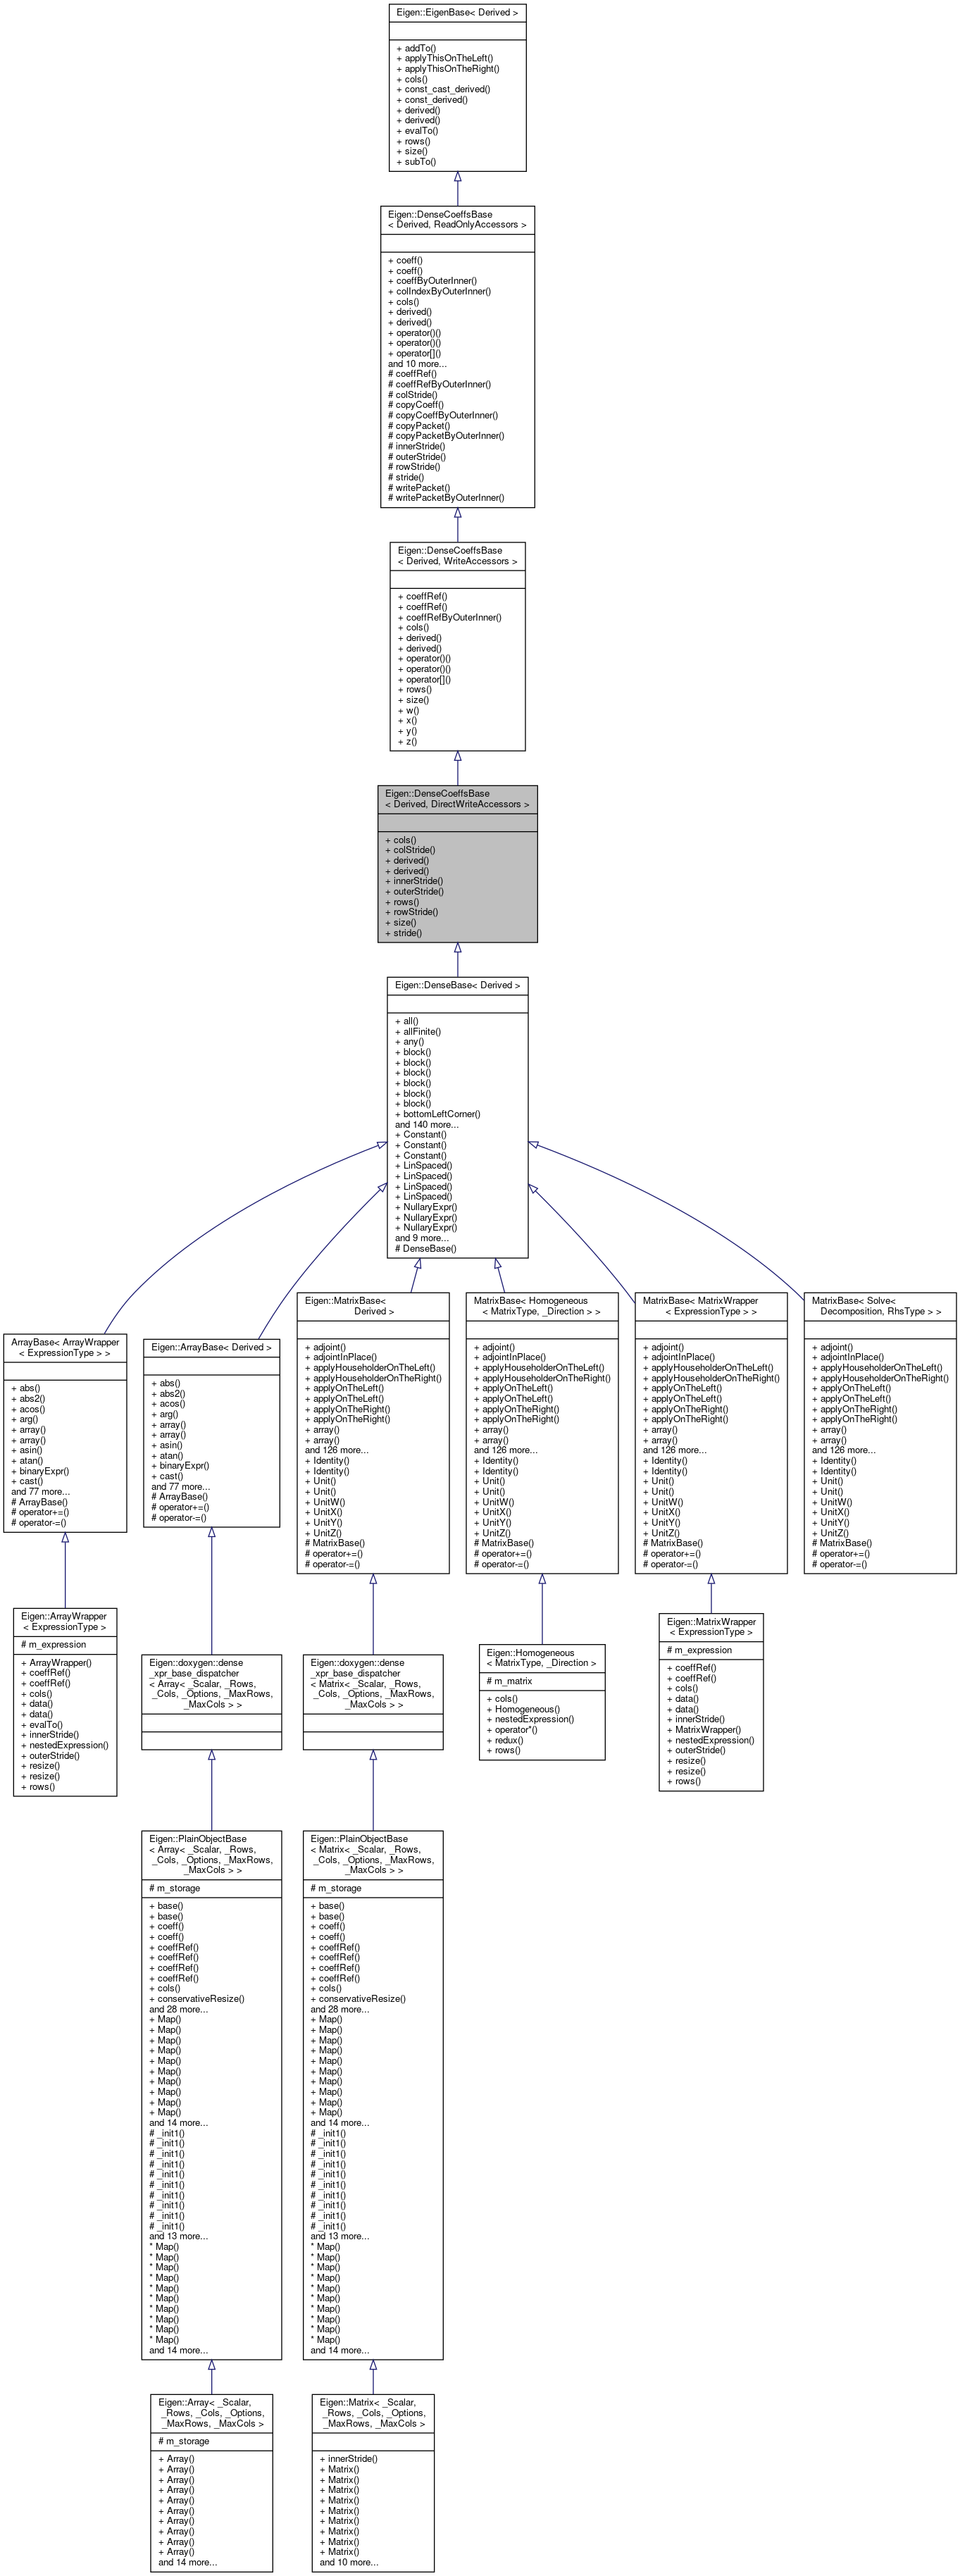 Eigen::EigenBase< Derived >
+ addTo()
+ applyThisOnTheLeft()
+ applyThisOnTheRight()
+ cols()
+ const_cast_derived()
+ const_derived()
+ derived()
+ derived()
+ evalTo()
+ rows()
+ size()
+ subTo()
Eigen::DenseCoeffsBase
< Derived, ReadOnlyAccessors >
+ coeff()
+ coeff()
+ coeffByOuterInner()
+ colIndexByOuterInner()
+ cols()
+ derived()
+ derived()
+ operator()()
+ operator()()
+ operator[]()
and 10 more...
# coeffRef()
# coeffRefByOuterInner()
# colStride()
# copyCoeff()
# copyCoeffByOuterInner()
# copyPacket()
# copyPacketByOuterInner()
# innerStride()
# outerStride()
# rowStride()
# stride()
# writePacket()
# writePacketByOuterInner()
Eigen::DenseCoeffsBase
< Derived, WriteAccessors >
+ coeffRef()
+ coeffRef()
+ coeffRefByOuterInner()
+ cols()
+ derived()
+ derived()
+ operator()()
+ operator()()
+ operator[]()
+ rows()
+ size()
+ w()
+ x()
+ y()
+ z()
Eigen::DenseCoeffsBase
< Derived, DirectWriteAccessors >
+ cols()
+ colStride()
+ derived()
+ derived()
+ innerStride()
+ outerStride()
+ rows()
+ rowStride()
+ size()
+ stride()
Eigen::DenseBase< Derived >
+ all()
+ allFinite()
+ any()
+ block()
+ block()
+ block()
+ block()
+ block()
+ block()
+ bottomLeftCorner()
and 140 more...
+ Constant()
+ Constant()
+ Constant()
+ LinSpaced()
+ LinSpaced()
+ LinSpaced()
+ LinSpaced()
+ NullaryExpr()
+ NullaryExpr()
+ NullaryExpr()
and 9 more...
# DenseBase()
ArrayBase< ArrayWrapper
< ExpressionType > >
+ abs()
+ abs2()
+ acos()
+ arg()
+ array()
+ array()
+ asin()
+ atan()
+ binaryExpr()
+ cast()
and 77 more...
# ArrayBase()
# operator+=()
# operator-=()
Eigen::ArrayBase< Derived >
+ abs()
+ abs2()
+ acos()
+ arg()
+ array()
+ array()
+ asin()
+ atan()
+ binaryExpr()
+ cast()
and 77 more...
# ArrayBase()
# operator+=()
# operator-=()
Eigen::MatrixBase<
Derived >
+ adjoint()
+ adjointInPlace()
+ applyHouseholderOnTheLeft()
+ applyHouseholderOnTheRight()
+ applyOnTheLeft()
+ applyOnTheLeft()
+ applyOnTheRight()
+ applyOnTheRight()
+ array()
+ array()
and 126 more...
+ Identity()
+ Identity()
+ Unit()
+ Unit()
+ UnitW()
+ UnitX()
+ UnitY()
+ UnitZ()
# MatrixBase()
# operator+=()
# operator-=()
MatrixBase< Homogeneous
< MatrixType, _Direction > >
+ adjoint()
+ adjointInPlace()
+ applyHouseholderOnTheLeft()
+ applyHouseholderOnTheRight()
+ applyOnTheLeft()
+ applyOnTheLeft()
+ applyOnTheRight()
+ applyOnTheRight()
+ array()
+ array()
and 126 more...
+ Identity()
+ Identity()
+ Unit()
+ Unit()
+ UnitW()
+ UnitX()
+ UnitY()
+ UnitZ()
# MatrixBase()
# operator+=()
# operator-=()
MatrixBase< MatrixWrapper
< ExpressionType > >
+ adjoint()
+ adjointInPlace()
+ applyHouseholderOnTheLeft()
+ applyHouseholderOnTheRight()
+ applyOnTheLeft()
+ applyOnTheLeft()
+ applyOnTheRight()
+ applyOnTheRight()
+ array()
+ array()
and 126 more...
+ Identity()
+ Identity()
+ Unit()
+ Unit()
+ UnitW()
+ UnitX()
+ UnitY()
+ UnitZ()
# MatrixBase()
# operator+=()
# operator-=()
MatrixBase< Solve<
Decomposition, RhsType > >
+ adjoint()
+ adjointInPlace()
+ applyHouseholderOnTheLeft()
+ applyHouseholderOnTheRight()
+ applyOnTheLeft()
+ applyOnTheLeft()
+ applyOnTheRight()
+ applyOnTheRight()
+ array()
+ array()
and 126 more...
+ Identity()
+ Identity()
+ Unit()
+ Unit()
+ UnitW()
+ UnitX()
+ UnitY()
+ UnitZ()
# MatrixBase()
# operator+=()
# operator-=()
Eigen::ArrayWrapper
< ExpressionType >
# m_expression
+ ArrayWrapper()
+ coeffRef()
+ coeffRef()
+ cols()
+ data()
+ data()
+ evalTo()
+ innerStride()
+ nestedExpression()
+ outerStride()
+ resize()
+ resize()
+ rows()
Eigen::doxygen::dense
_xpr_base_dispatcher
< Array< _Scalar, _Rows,
_Cols, _Options, _MaxRows,
_MaxCols > >
Eigen::doxygen::dense
_xpr_base_dispatcher
< Matrix< _Scalar, _Rows,
_Cols, _Options, _MaxRows,
_MaxCols > >
Eigen::Homogeneous
< MatrixType, _Direction >
# m_matrix
+ cols()
+ Homogeneous()
+ nestedExpression()
+ operator*()
+ redux()
+ rows()
Eigen::MatrixWrapper
< ExpressionType >
# m_expression
+ coeffRef()
+ coeffRef()
+ cols()
+ data()
+ data()
+ innerStride()
+ MatrixWrapper()
+ nestedExpression()
+ outerStride()
+ resize()
+ resize()
+ rows()
Eigen::PlainObjectBase
< Array< _Scalar, _Rows,
_Cols, _Options, _MaxRows,
_MaxCols > >
# m_storage
+ base()
+ base()
+ coeff()
+ coeff()
+ coeffRef()
+ coeffRef()
+ coeffRef()
+ coeffRef()
+ cols()
+ conservativeResize()
and 28 more...
+ Map()
+ Map()
+ Map()
+ Map()
+ Map()
+ Map()
+ Map()
+ Map()
+ Map()
+ Map()
and 14 more...
# _init1()
# _init1()
# _init1()
# _init1()
# _init1()
# _init1()
# _init1()
# _init1()
# _init1()
# _init1()
and 13 more...
* Map()
* Map()
* Map()
* Map()
* Map()
* Map()
* Map()
* Map()
* Map()
* Map()
and 14 more...
Eigen::PlainObjectBase
< Matrix< _Scalar, _Rows,
_Cols, _Options, _MaxRows,
_MaxCols > >
# m_storage
+ base()
+ base()
+ coeff()
+ coeff()
+ coeffRef()
+ coeffRef()
+ coeffRef()
+ coeffRef()
+ cols()
+ conservativeResize()
and 28 more...
+ Map()
+ Map()
+ Map()
+ Map()
+ Map()
+ Map()
+ Map()
+ Map()
+ Map()
+ Map()
and 14 more...
# _init1()
# _init1()
# _init1()
# _init1()
# _init1()
# _init1()
# _init1()
# _init1()
# _init1()
# _init1()
and 13 more...
* Map()
* Map()
* Map()
* Map()
* Map()
* Map()
* Map()
* Map()
* Map()
* Map()
and 14 more...
Eigen::Array< _Scalar,
_Rows, _Cols, _Options,
_MaxRows, _MaxCols >
# m_storage
+ Array()
+ Array()
+ Array()
+ Array()
+ Array()
+ Array()
+ Array()
+ Array()
+ Array()
+ Array()
and 14 more...
Eigen::Matrix< _Scalar,
_Rows, _Cols, _Options,
_MaxRows, _MaxCols >
+ innerStride()
+ Matrix()
+ Matrix()
+ Matrix()
+ Matrix()
+ Matrix()
+ Matrix()
+ Matrix()
+ Matrix()
+ Matrix()
and 10 more...